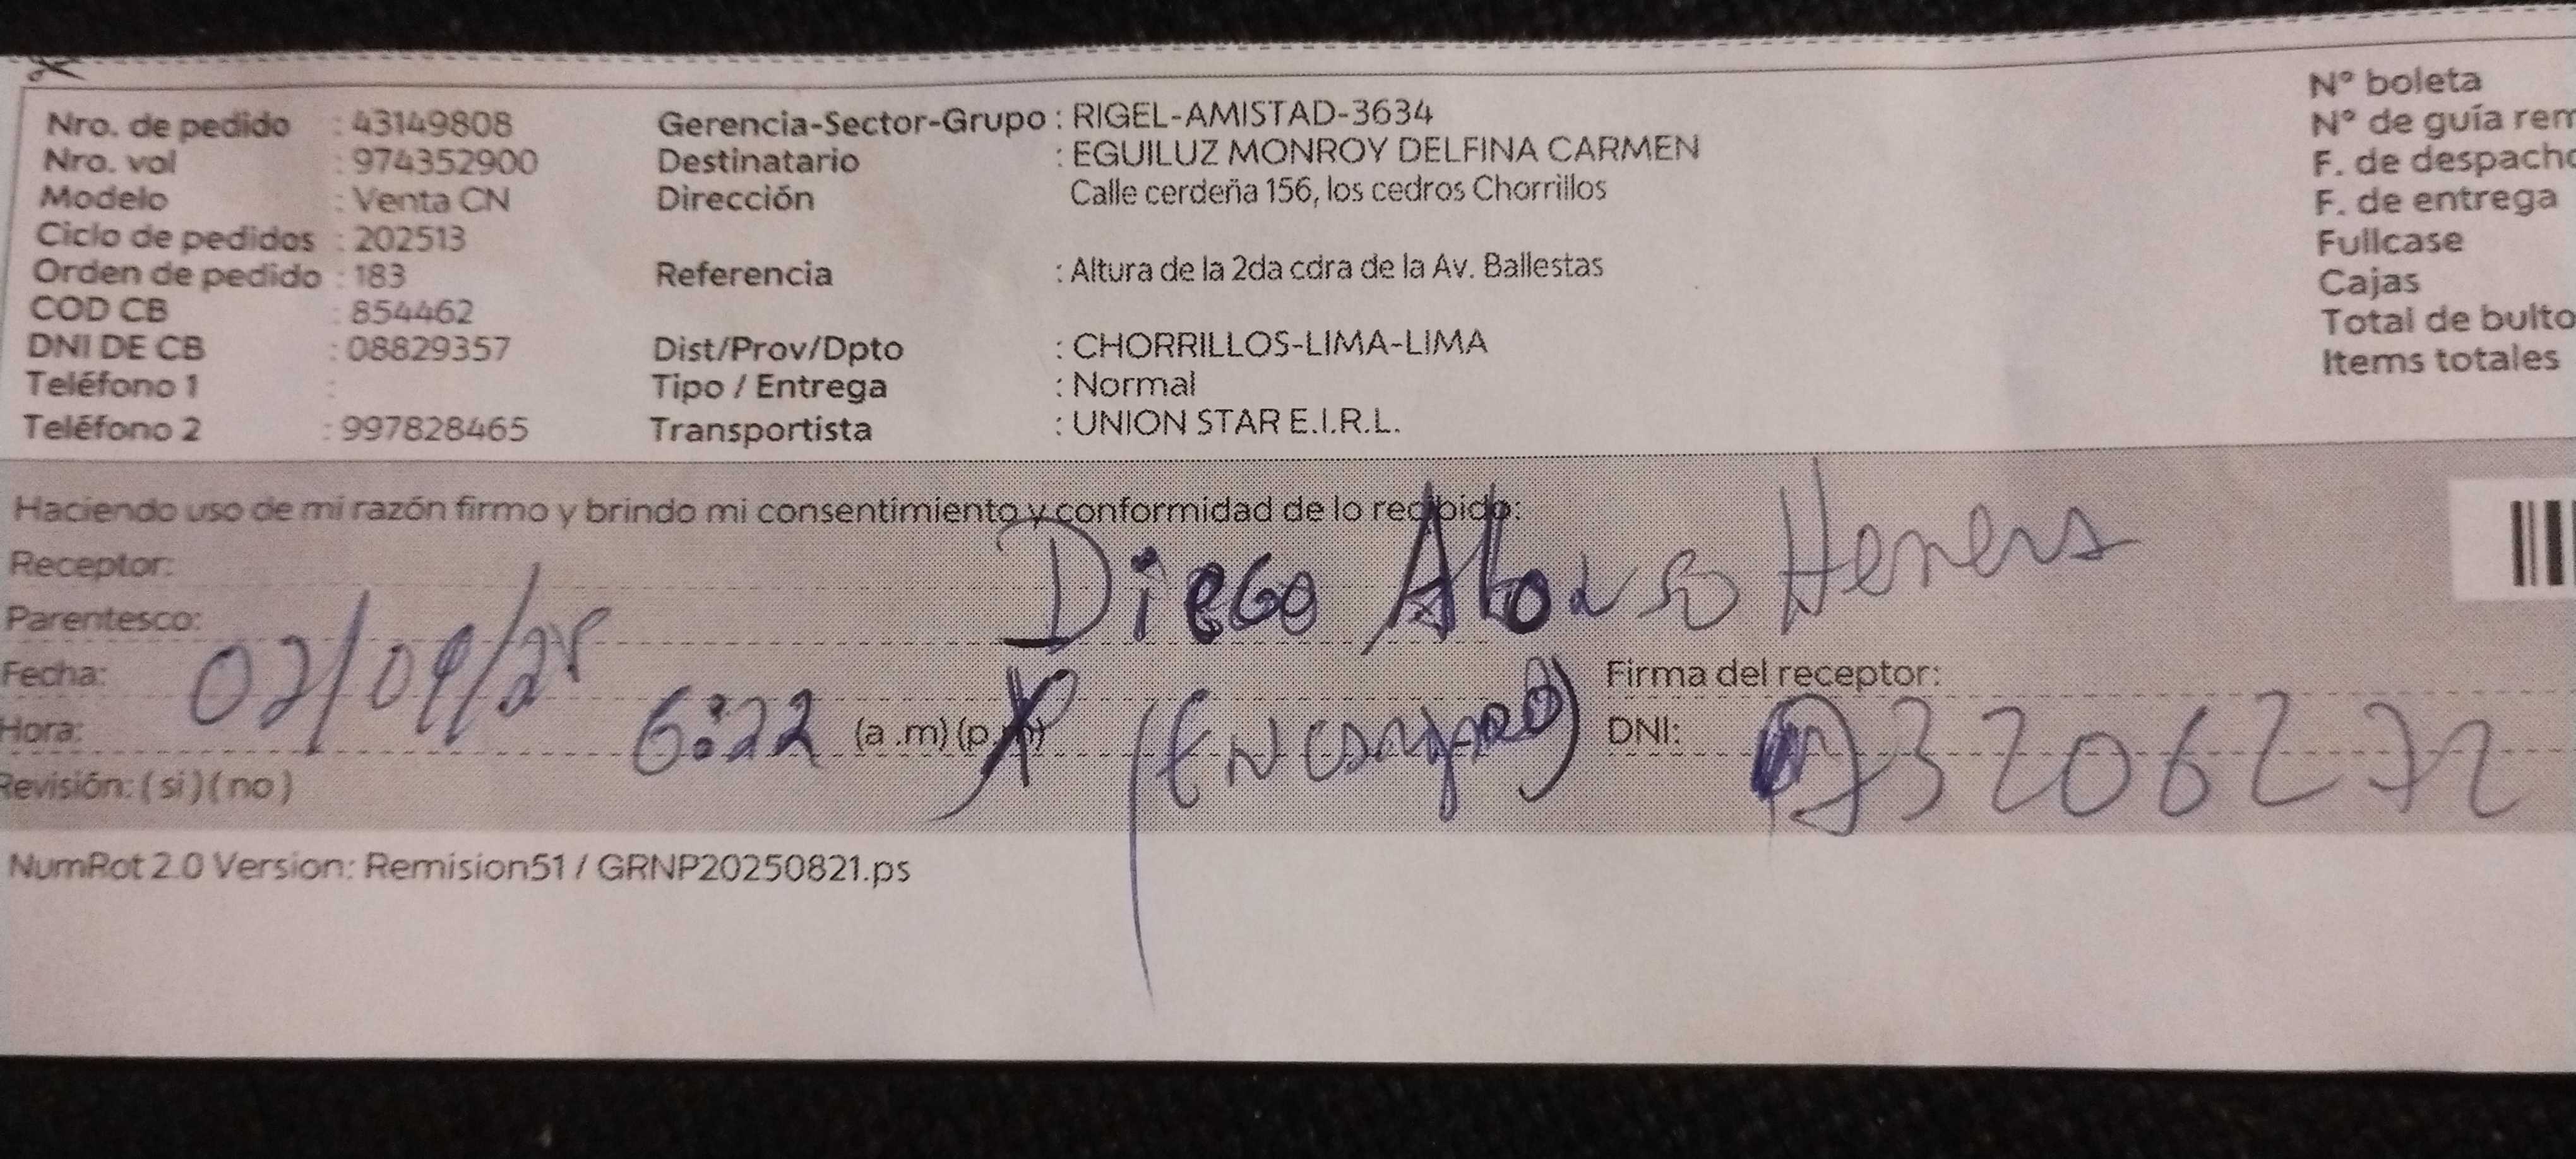 Nro. de pedido : 43149808
Nro. vol : 974352900
Modelo : Venta CN
Ciclo de pedidos : 202513
Orden de pedido : 183
COD CB : 854462
DNI DE CB : 08829357
Teléfono 1 :
Teléfono 2 : 997828465
Gerencia-Sector-Grupo : RIGEL-AMISTAD-3634
Destinatario : EGUILUZ MONROY DELFINA CARMEN
Dirección Calle cerdeña 156, los cedros Chorrillos
Referencia : Altura de la 2da cdra de la Av. Ballestas
Dist/Prov/Dpto : CHORRILLOS-LIMA-LIMA
Tipo / Entrega : Normal
Transportista : UNION STAR E.I.R.L.
N° boleta
N° de guía rem
F. de despacho
F. de entrega
Fullcase
Cajas
Total de bulto
Items totales
Haciendo uso de mi razón firmo y brindo mi consentimiento y conformidad de lo recibido:
Receptor: Diego Alonso
Parentesco:
Fecha: 02/09/25
Hora: 6:22 (a .m) (p.m)
Firma del receptor:
DNI: 73206272
Revisión: ( si ) ( no )
NumRot 2.0 Version: Remision51 / GRNP20250821.ps